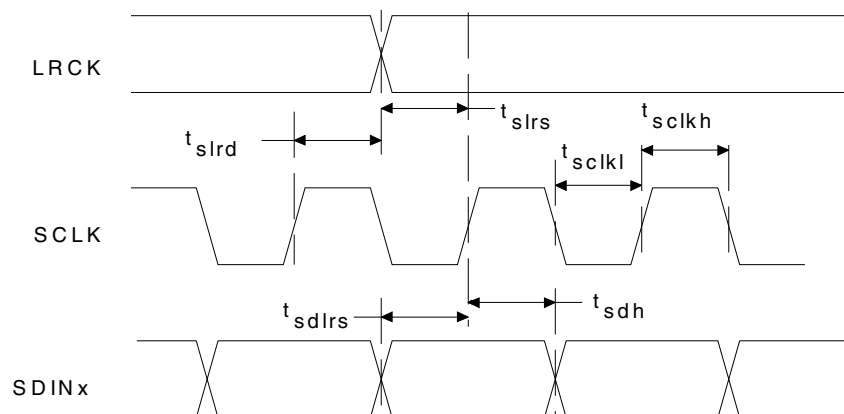 LRCK
t slrd
t slrs
t sclkh
t sclkl
SCLK
t sdlrs
t sdh
SDINx